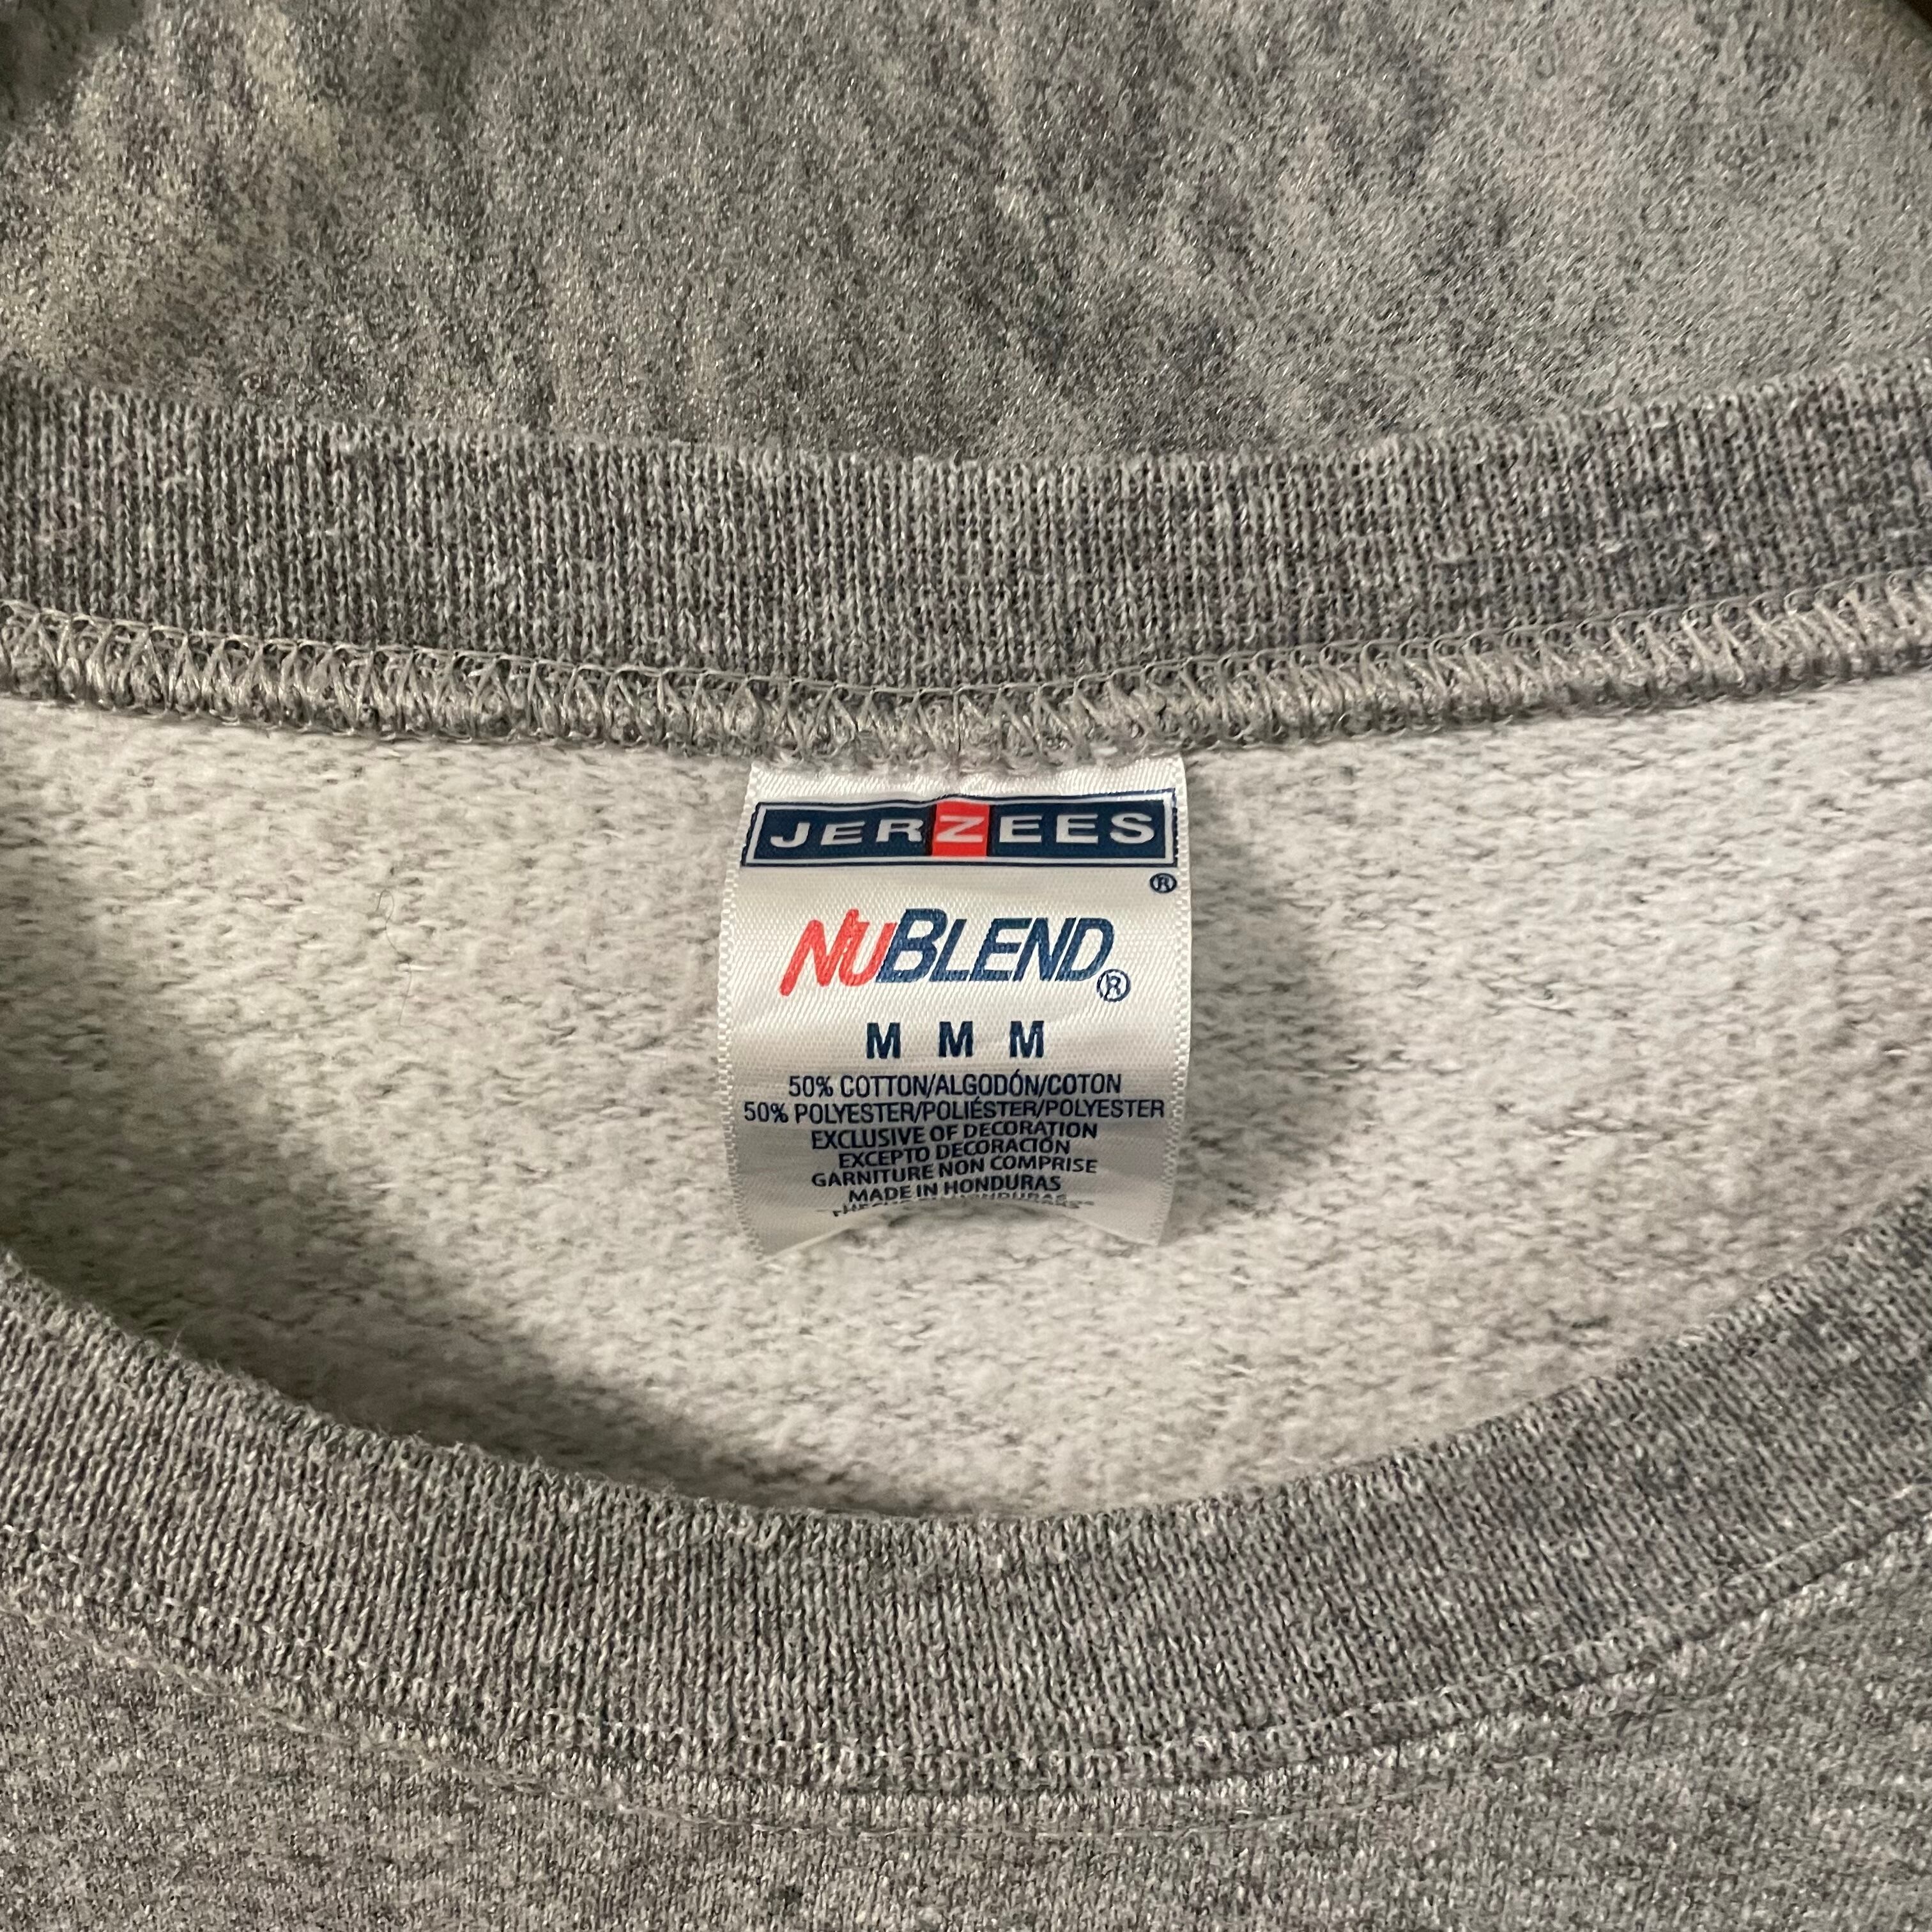 JERZEES
®
NUBLEND®
M M M
50% COTTON/ALGODÓN/COTON
50% POLYESTER/POLIÉSTER/POLYESTER
EXCLUSIVE OF DECORATION
EXCEPTO DECORACIÓN
GARNITURE NON COMPRISE
MADE IN HONDURAS
HONDURAS